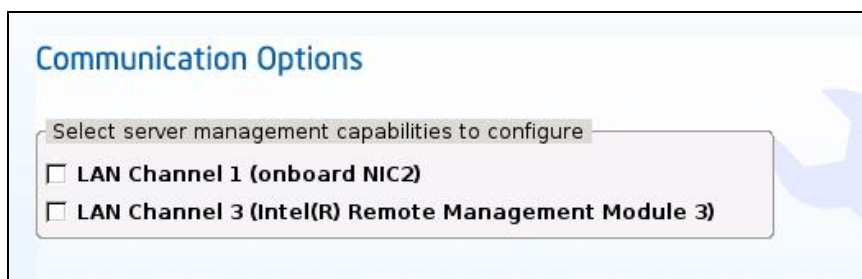 Communication Options
Select server management capabilities to configure
LAN Channel 1 (onboard NIC2)
LAN Channel 3 (Intel(R) Remote Management Module 3)